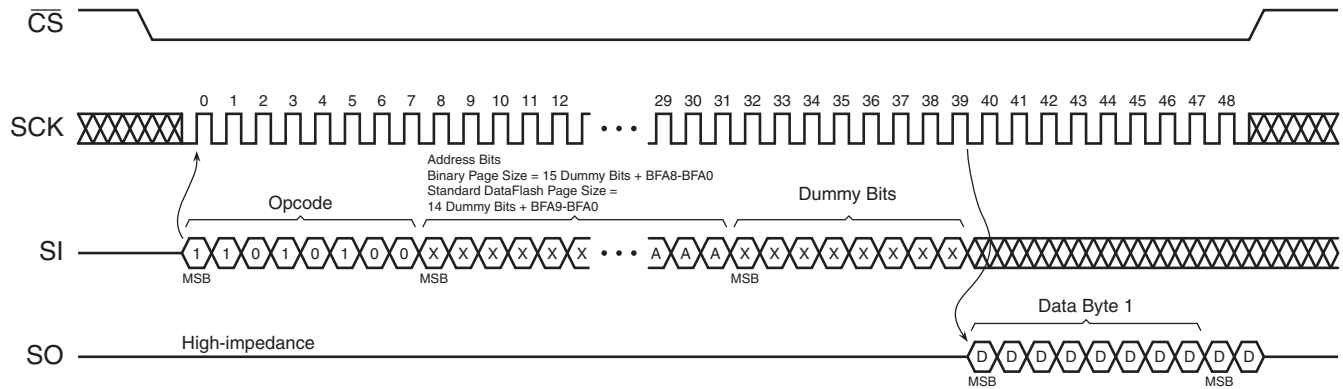 CS
0 1 2 3 4 5 6 7 8 9 10 11 12 29 30 31 32 33 34 35 36 37 38 39 40 41 42 43 44 45 46 47 48
SCK •••
Address Bits
Binary Page Size = 15 Dummy Bits + BFA8-BFA0
Standard DataFlash Page Size =
14 Dummy Bits + BFA9-BFA0
Opcode
Dummy Bits
SI 1 1 0 1 0 1 0 0 X X X X X X ••• A A A X X X X X X X X
MSB MSB MSB
Data Byte 1
High-impedance
SO D D D D D D D D D D
MSB MSB